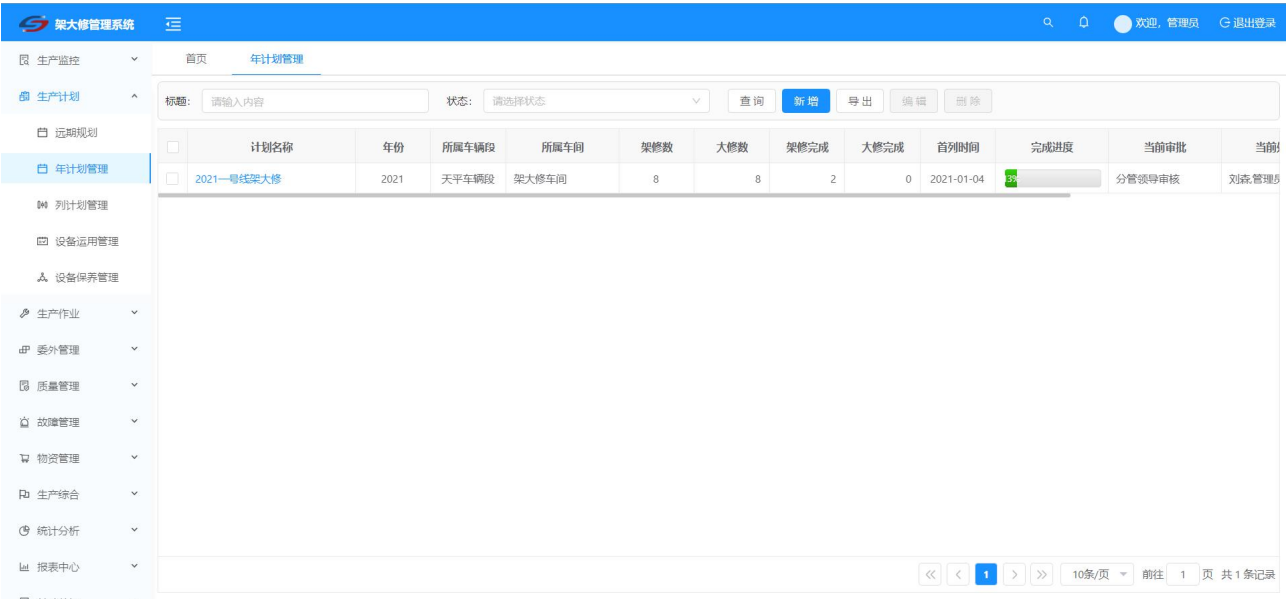 架大修管理系统
欢迎, 管理员 退出登录
首页 年计划管理
标题: 请输入内容 状态: 请选择状态 查询 新增 导出 编辑 删除
生产监控
生产计划
远期规划
年计划管理
列计划管理
设备运用管理
设备保养管理
生产作业
委外管理
质量管理
故障管理
物资管理
生产综合
统计分析
报表中心
计划名称 年份 所属车辆段 所属车间 架修数 大修数 架修完成 大修完成 首列时间 完成进度 当前审批
2021一号线架大修 2021 天平车辆段 架大修车间 8 8 2 0 2021-01-04 分管领导审核 刘森,管理员
1 10条/页 前往 1 页 共 1 条记录